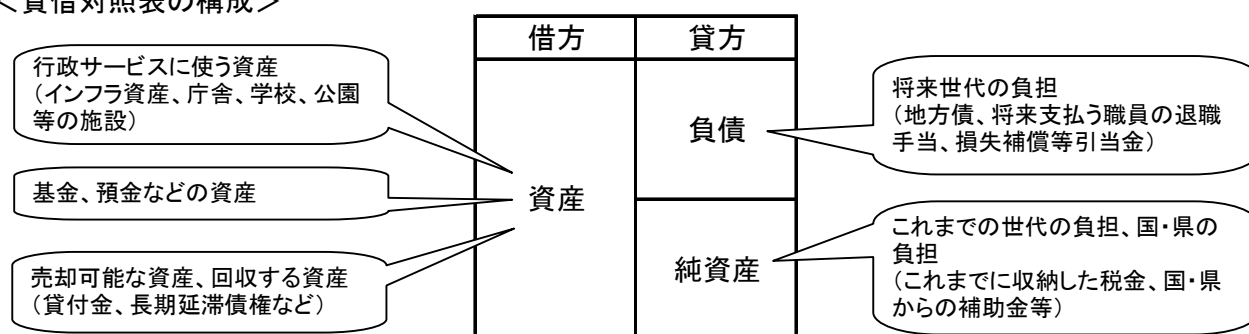 ＜貸借対照表の構成＞
借方
貸方
行政サービスに使う資産
（インフラ資産、庁舎、学校、公園
等の施設）
基金、預金などの資産
売却可能な資産、回収する資産
（貸付金、長期延滞債権など）
資産
負債
純資産
将来世代の負担
（地方債、将来支払う職員の退職
手当、損失補償等引当金）
これまでの世代の負担、国・県の
負担
（これまでに収納した税金、国・県
からの補助金等）